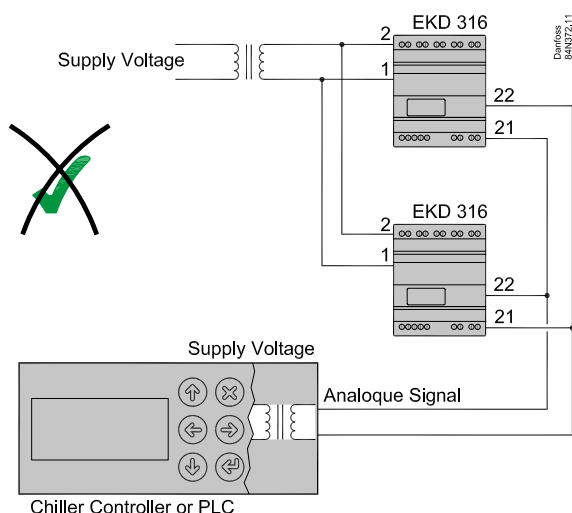 EKD 316
Danfoss
84N372.11
2
Supply Voltage
1
22
21
EKD 316
2
1
22
21
Supply Voltage
Analoque Signal
Chiller Controller or PLC